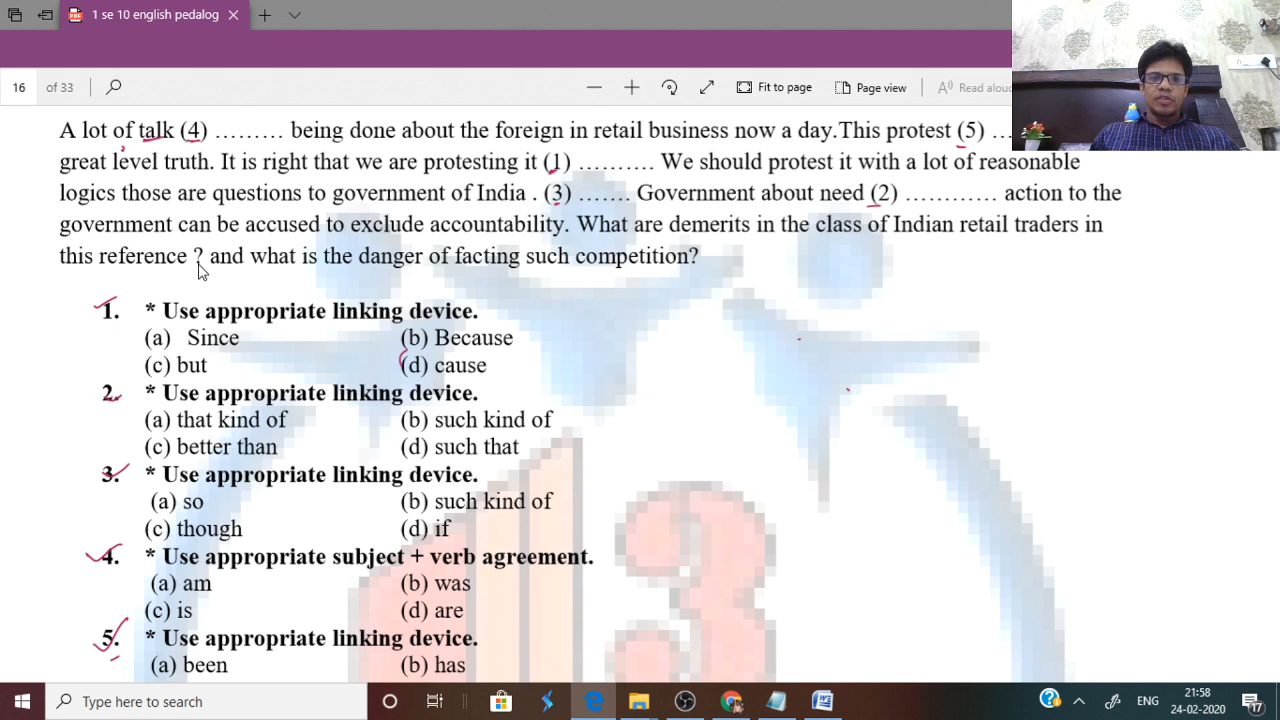 1 se 10 english pedalog
16 of 33 Fit to page Page view Read alou
A lot of talk (4) ……… being done about the foreign in retail business now a day.This protest (5) …
great level truth. It is right that we are protesting it (1) ………. We should protest it with a lot of reasonable
logics those are questions to government of India . (3) ……. Government about need (2) ………… action to the
government can be accused to exclude accountability. What are demerits in the class of Indian retail traders in
this reference ? and what is the danger of facting such competition?
1. * Use appropriate linking device.
(a) Since (b) Because
(c) but (d) cause
2. * Use appropriate linking device.
(a) that kind of (b) such kind of
(c) better than (d) such that
3. * Use appropriate linking device.
(a) so (b) such kind of
(c) though (d) if
4. * Use appropriate subject + verb agreement.
(a) am (b) was
(c) is (d) are
5. * Use appropriate linking device.
(a) been (b) has
Type here to search ENG 21:58
24-02-2020 17